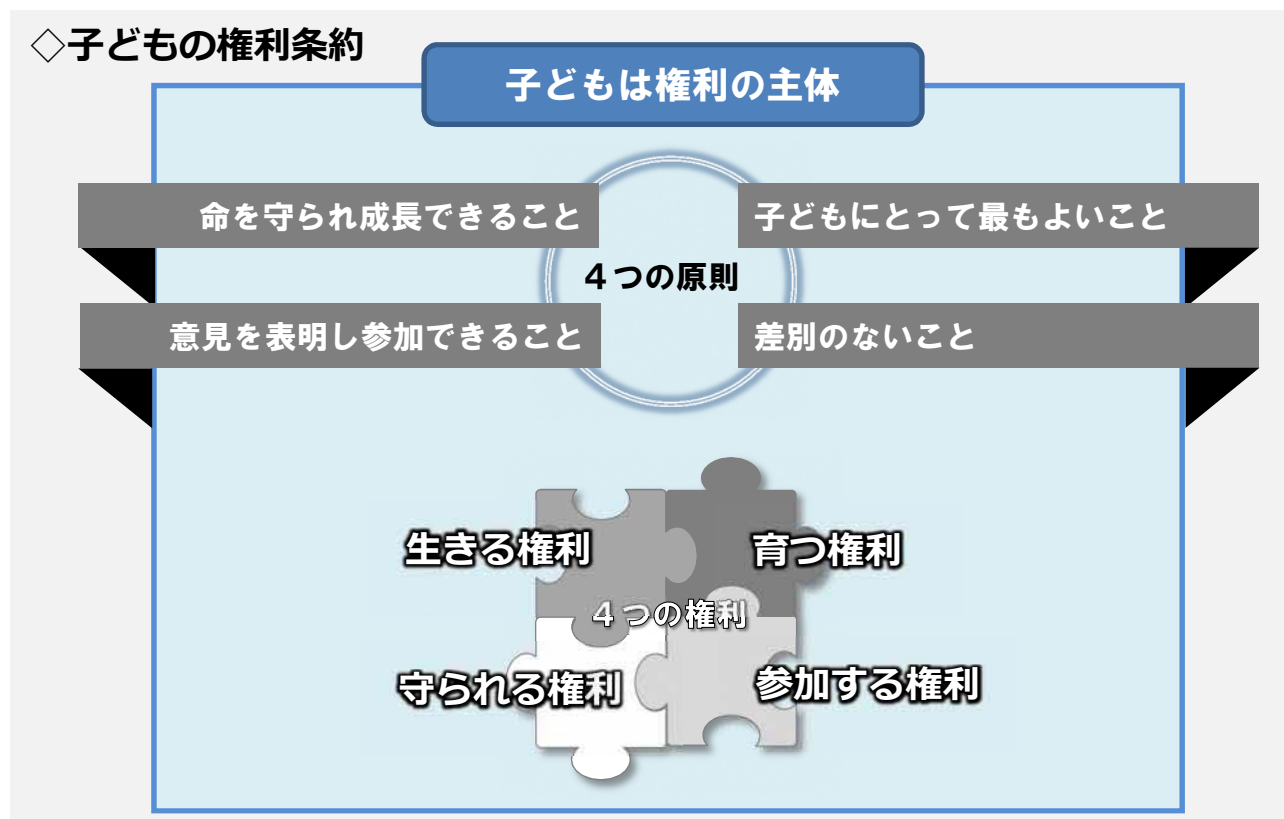 ◇子どもの権利条約
子どもは権利の主体
命を守られ成長できること
子どもにとって最もよいこと
4つの原則
意見を表明し参加できること
差別のないこと
生きる権利
育つ権利
4つの権利
守られる権利
参加する権利